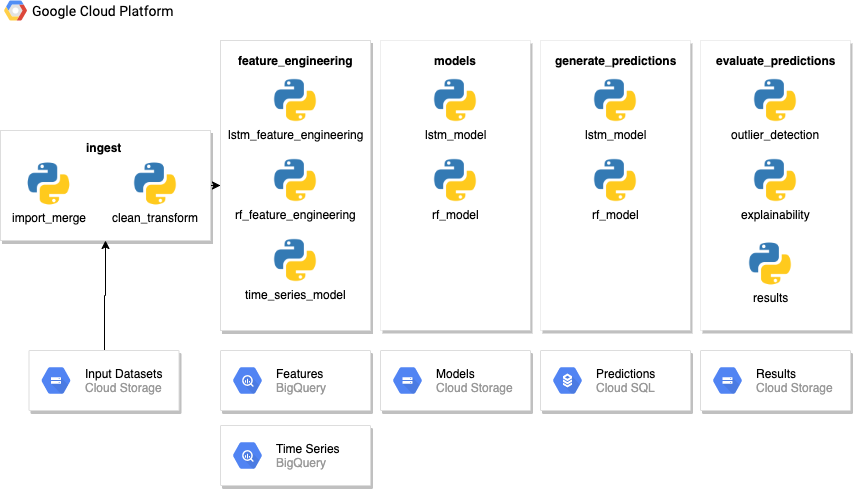 Google Cloud Platform
ingest
import_merge
clean_transform
feature_engineering
lstm_feature_engineering
rf_feature_engineering
time_series_model
models
lstm_model
rf_model
generate_predictions
lstm_model
rf_model
evaluate_predictions
outlier_detection
explainability
results
Input Datasets
Cloud Storage
Features
BigQuery
Models
Cloud Storage
Predictions
Cloud SQL
Results
Cloud Storage
Time Series
BigQuery